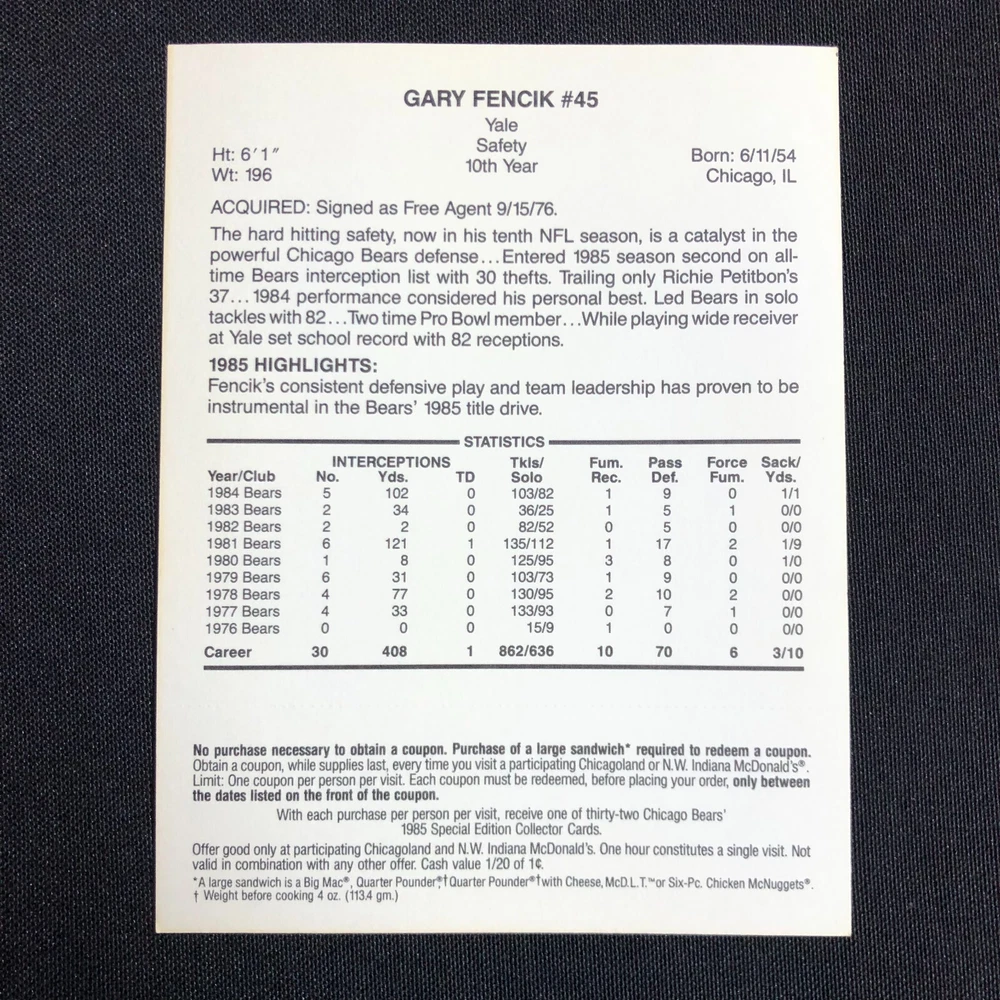 GARY FENCIK #45
Yale
Safety
10th Year
Ht: 6'1"
Wt: 196
Born: 6/11/54
Chicago, IL
ACQUIRED: Signed as Free Agent 9/15/76.
The hard hitting safety, now in his tenth NFL season, is a catalyst in the
powerful Chicago Bears defense...Entered 1985 season second on all-
time Bears interception list with 30 thefts. Trailing only Richie Petitbon's
37...1984 performance considered his personal best. Led Bears in solo
tackles with 82...Two time Pro Bowl member...While playing wide receiver
at Yale set school record with 82 receptions.
1985 HIGHLIGHTS:
Fencik's consistent defensive play and team leadership has proven to be
instrumental in the Bears' 1985 title drive.
STATISTICS
INTERCEPTIONS Tkls/ Fum. Pass Force Sack/
Year/Club No. Yds. TD Solo Rec. Def. Fum. Yds.
1984 Bears 5 102 0 103/82 1 9 0 1/1
1983 Bears 2 34 0 36/25 1 5 1 0/0
1982 Bears 2 2 0 82/52 0 5 0 0/0
1981 Bears 6 121 1 135/112 1 17 2 1/9
1980 Bears 1 8 0 125/95 3 8 0 1/0
1979 Bears 6 31 0 103/73 1 9 0 0/0
1978 Bears 4 77 0 130/95 2 10 2 0/0
1977 Bears 4 33 0 133/93 0 7 1 0/0
1976 Bears 0 0 0 15/9 1 0 0 0/0
Career 30 408 1 862/636 10 70 6 3/10
No purchase necessary to obtain a coupon. Purchase of a large sandwich* required to redeem a coupon.
Obtain a coupon, while supplies last, every time you visit a participating Chicagoland or N.W. Indiana McDonald's®.
Limit: One coupon per person per visit. Each coupon must be redeemed, before placing your order, only between
the dates listed on the front of the coupon.
With each purchase per person per visit, receive one of thirty-two Chicago Bears'
1985 Special Edition Collector Cards.
Offer good only at participating Chicagoland and N.W. Indiana McDonald's. One hour constitutes a single visit. Not
valid in combination with any other offer. Cash value 1/20 of 1¢.
*A large sandwich is a Big Mac®, Quarter Pounder®† Quarter Pounder®† with Cheese, McD.L.T.™ or Six-Pc. Chicken McNuggets®.
† Weight before cooking 4 oz. (113.4 gm.)